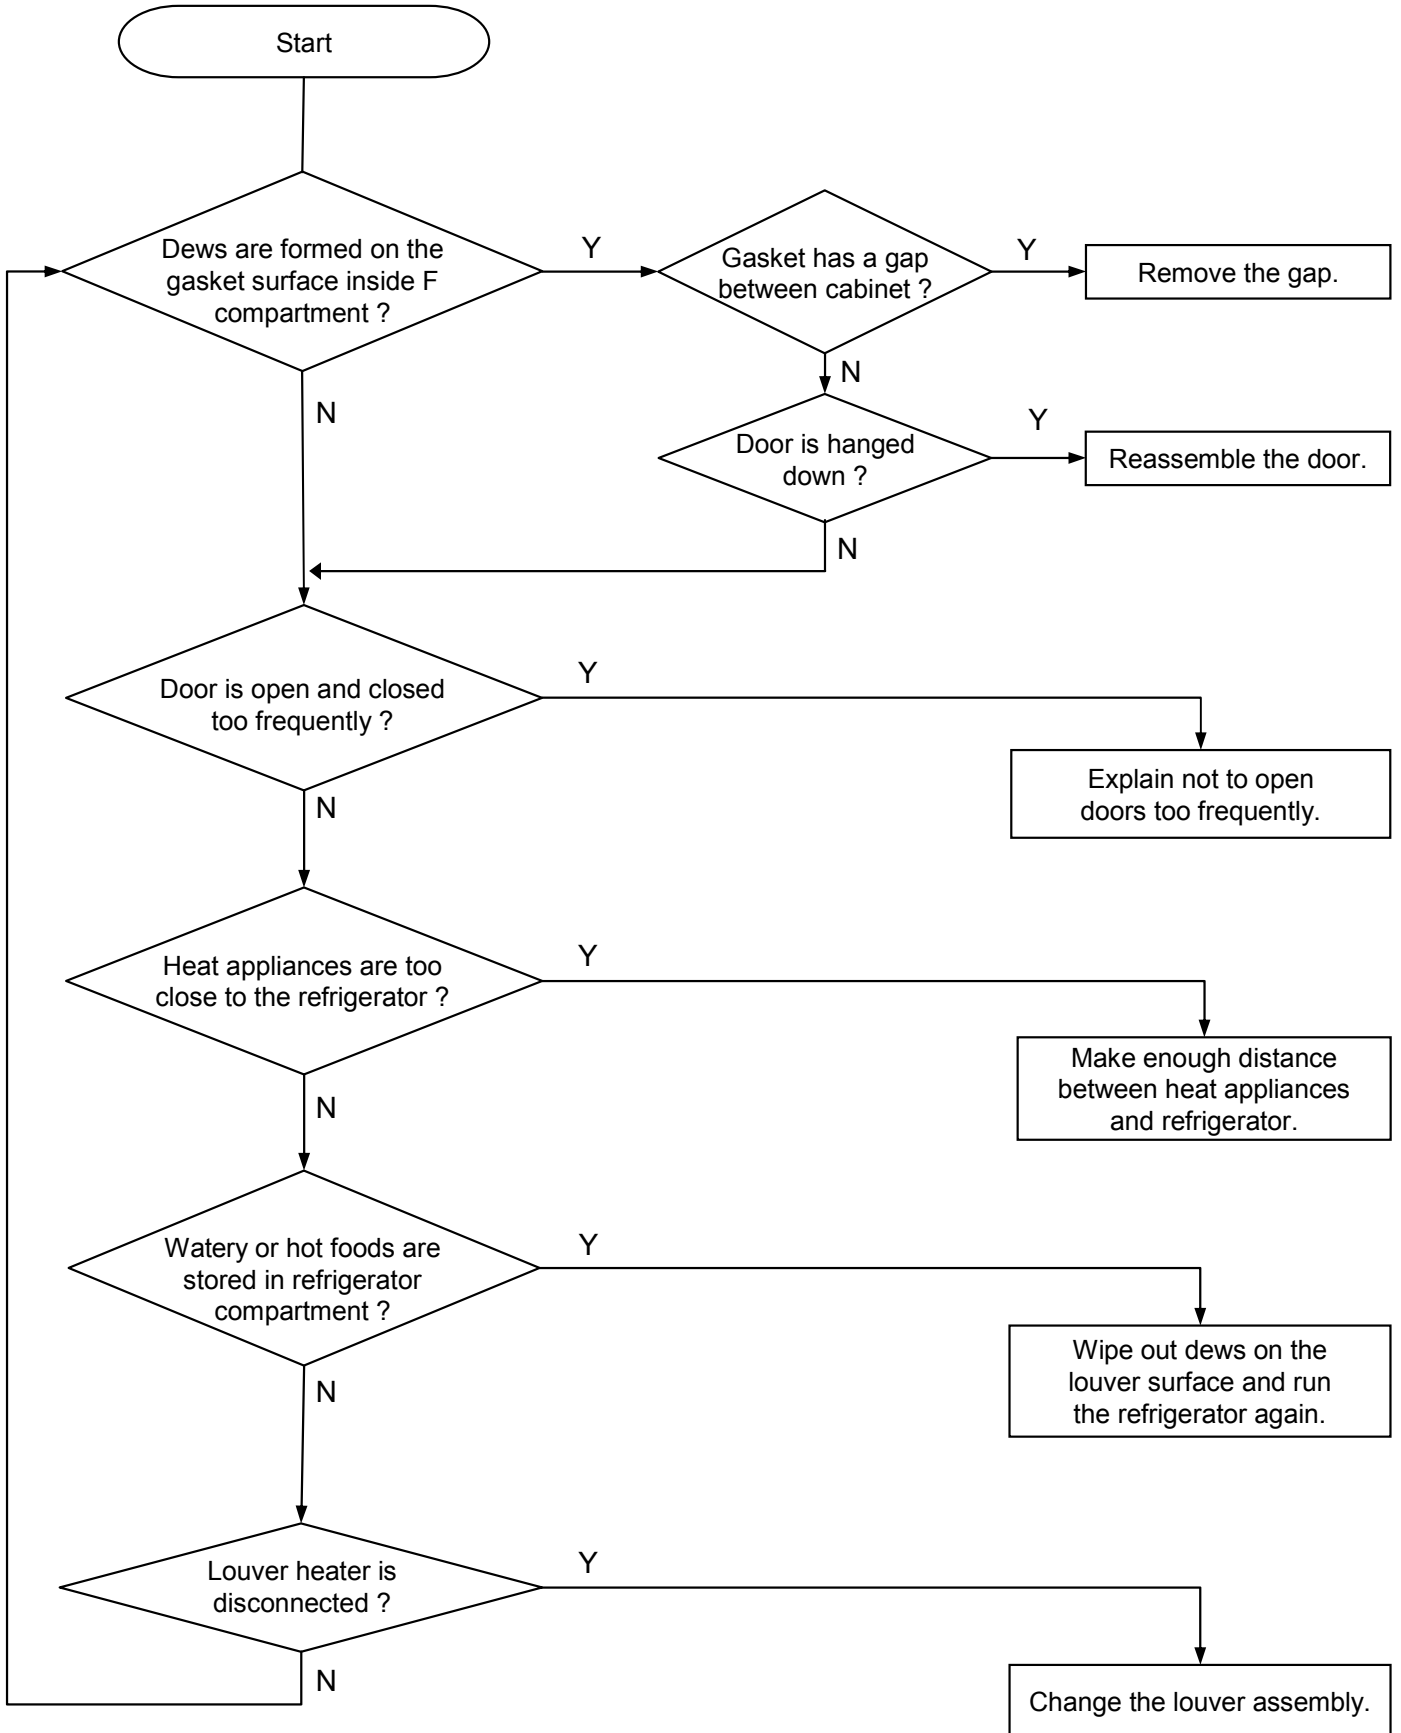 Start
Dews are formed on the
gasket surface inside F
compartment ?
Y
Gasket has a gap
between cabinet ?
Y
Remove the gap.
N
N
Door is hanged
down ?
Y
Reassemble the door.
N
Door is open and closed
too frequently ?
Y
Explain not to open
doors too frequently.
N
Heat appliances are too
close to the refrigerator ?
Y
Make enough distance
between heat appliances
and refrigerator.
N
Watery or hot foods are
stored in refrigerator
compartment ?
Y
Wipe out dews on the
louver surface and run
the refrigerator again.
N
Louver heater is
disconnected ?
Y
N
Change the louver assembly.